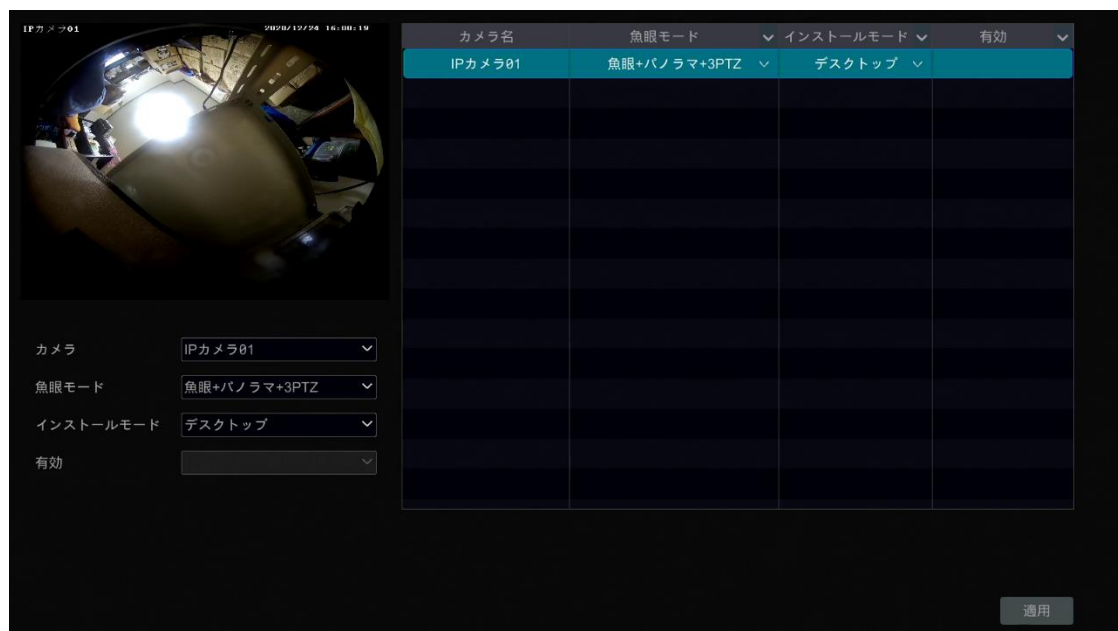 IPカメラ01 2020/12/24 16:00:19
カメラ名 魚眼モード インストールモード 有効
IPカメラ01 魚眼+パノラマ+3PTZ デスクトップ
カメラ IPカメラ01
魚眼モード 魚眼+パノラマ+3PTZ
インストールモード デスクトップ
有効
適用